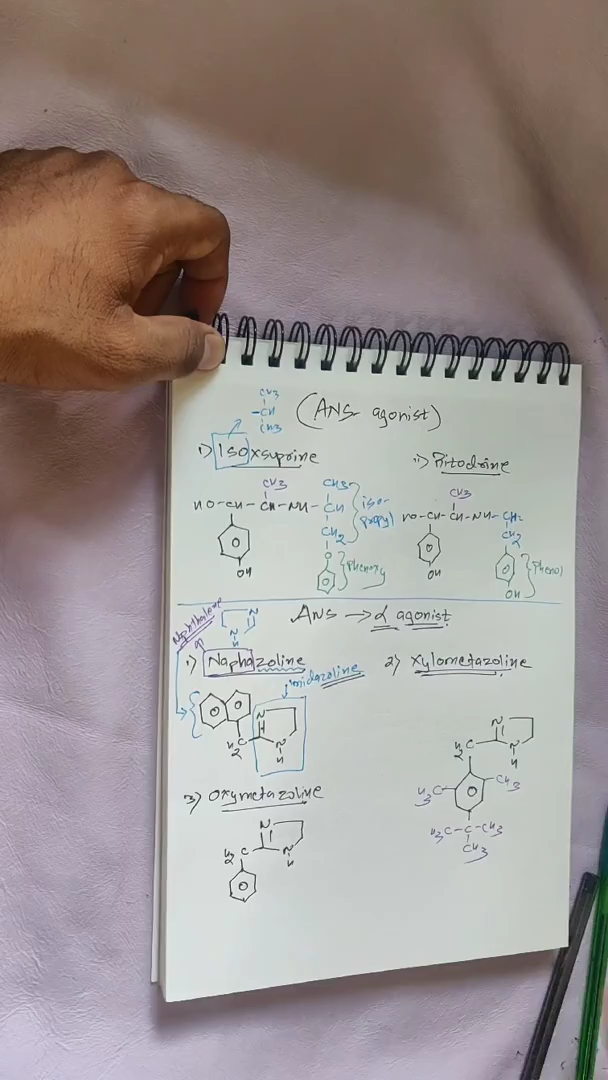 CH3
-CH
CH3
(ANS agonist)
i) Isoxsuprine
ii) Ritodrine
CH3
HO-CH-CH-NH-CH
CH3
CH2
O
OH
iso-
propyl
Phenoxy
CH3
HO-CH-CH-NH-CH2
CH2
OH
OH
Phenol
ANS → α agonist
Naphthalene
N
N
H
1) Naphazoline
imidazoline
2) Xylometazoline
N
N
H
H2C
N
N
H
H2C
H3C
CH3
H3C-C-CH3
CH3
3) Oxymetazoline
N
N
H
H2C